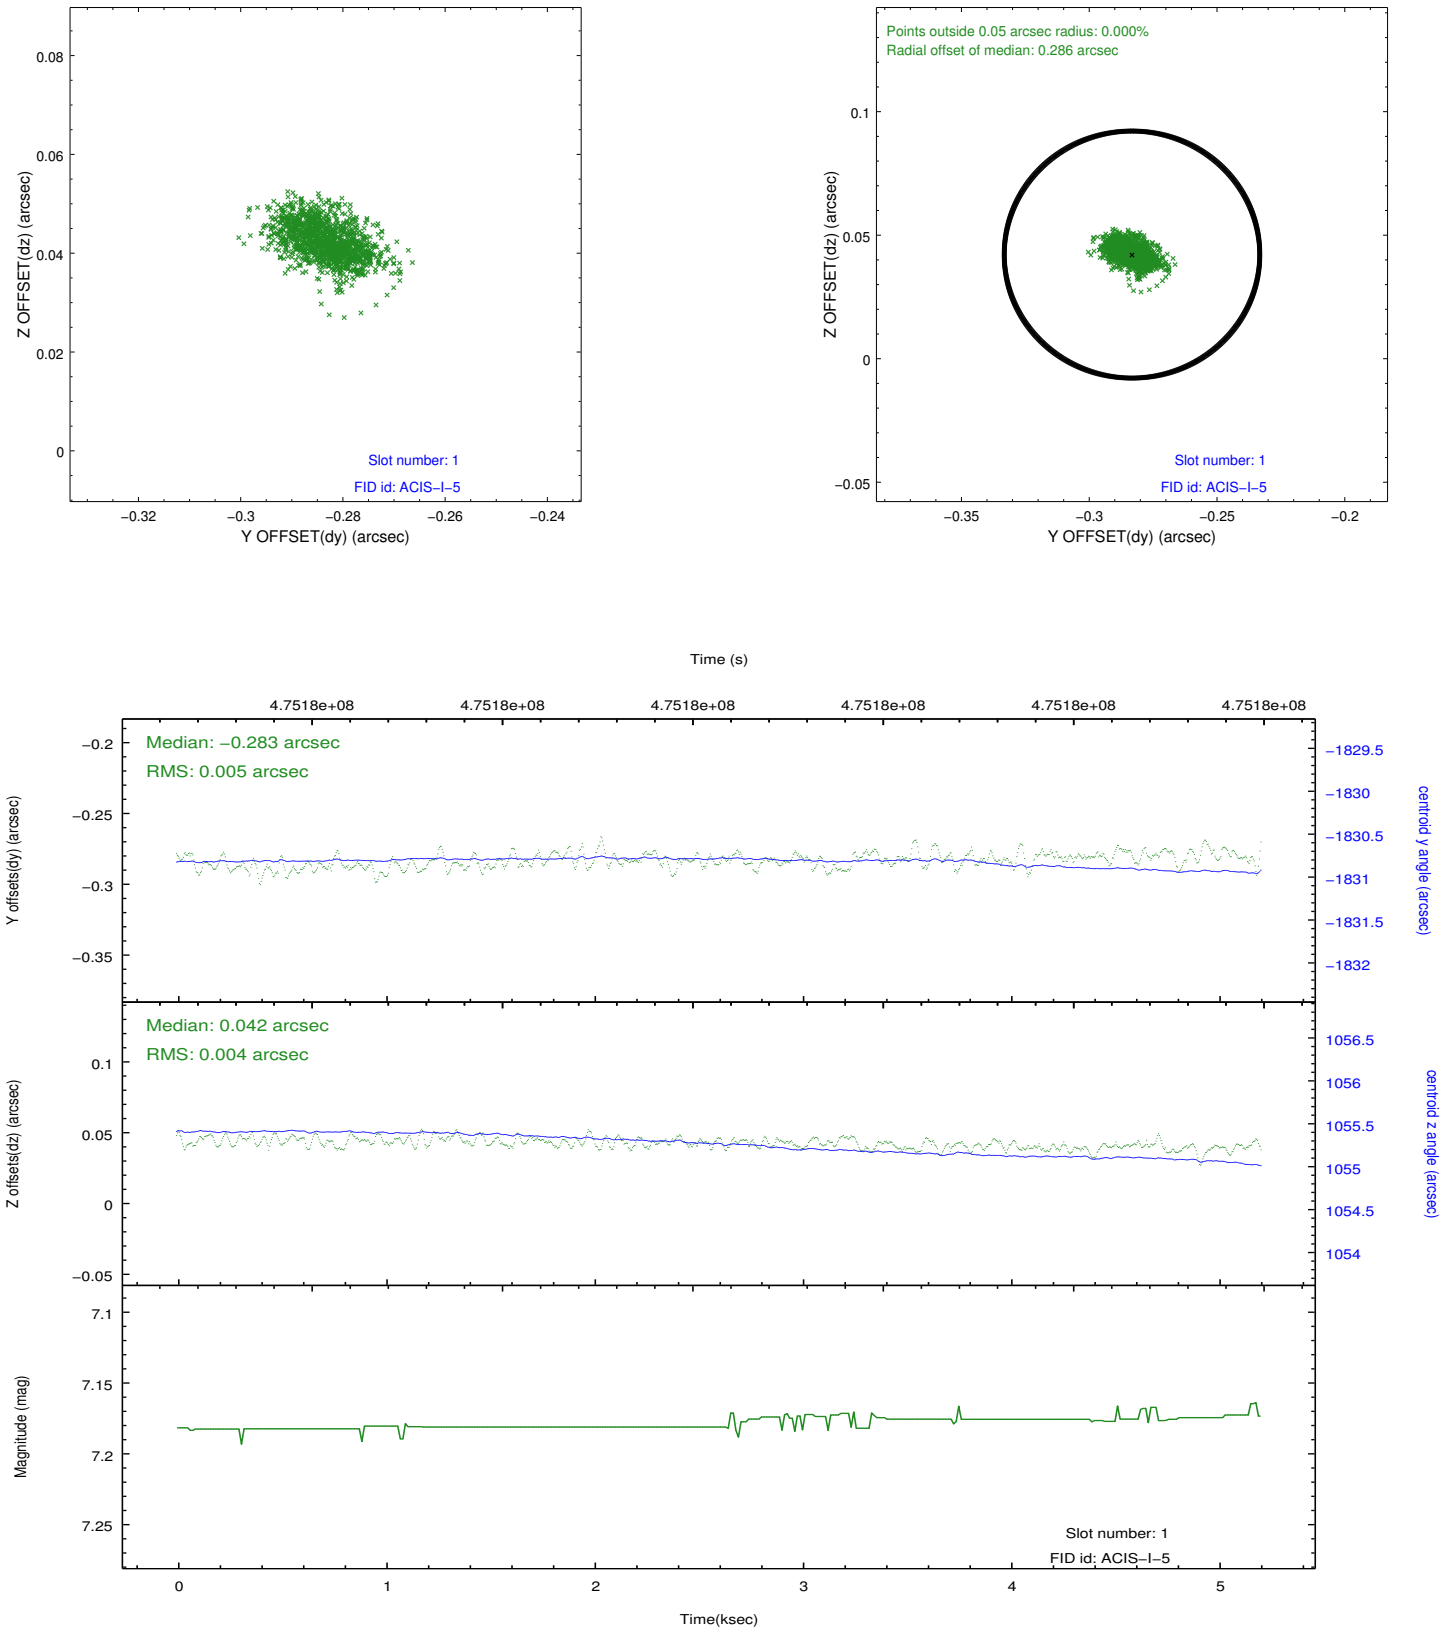 0.08
0.06
0.04
0.02
0
−0.32
−0.3
−0.28
−0.26
−0.24
Z OFFSET(dz) (arcsec)
Y OFFSET(dy) (arcsec)
Slot number: 1
FID id: ACIS−I−5
Points outside 0.05 arcsec radius: 0.000%
Radial offset of median: 0.286 arcsec
0.1
0.05
0
−0.05
−0.35
−0.3
−0.25
−0.2
Z OFFSET(dz) (arcsec)
Y OFFSET(dy) (arcsec)
Slot number: 1
FID id: ACIS−I−5
Time (s)
4.7518e+08
4.7518e+08
4.7518e+08
4.7518e+08
4.7518e+08
4.7518e+08
Median: −0.283 arcsec
RMS: 0.005 arcsec
−0.2
−0.25
−0.3
−0.35
Y offsets(dy) (arcsec)
−1829.5
−1830
−1830.5
−1831
−1831.5
−1832
centroid y angle (arcsec)
Median: 0.042 arcsec
RMS: 0.004 arcsec
0.1
0.05
0
−0.05
Z offsets(dz) (arcsec)
1056.5
1056
1055.5
1055
1054.5
1054
centroid z angle (arcsec)
7.1
7.15
7.2
7.25
Magnitude (mag)
Slot number: 1
FID id: ACIS−I−5
0
1
2
3
4
5
Time(ksec)